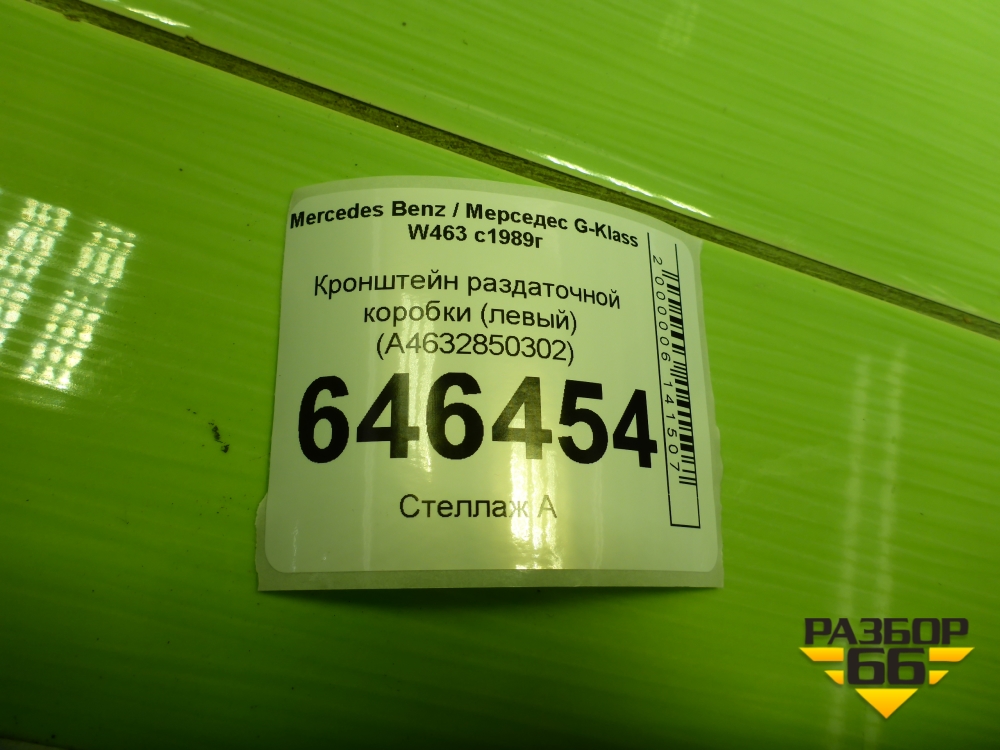 Mercedes Benz / Мерседес G-Klass
W463 с1989г
Кронштейн раздаточной
коробки (левый)
(A4632850302)
646454
Стеллаж А
2000006141507
РАЗБОР
66